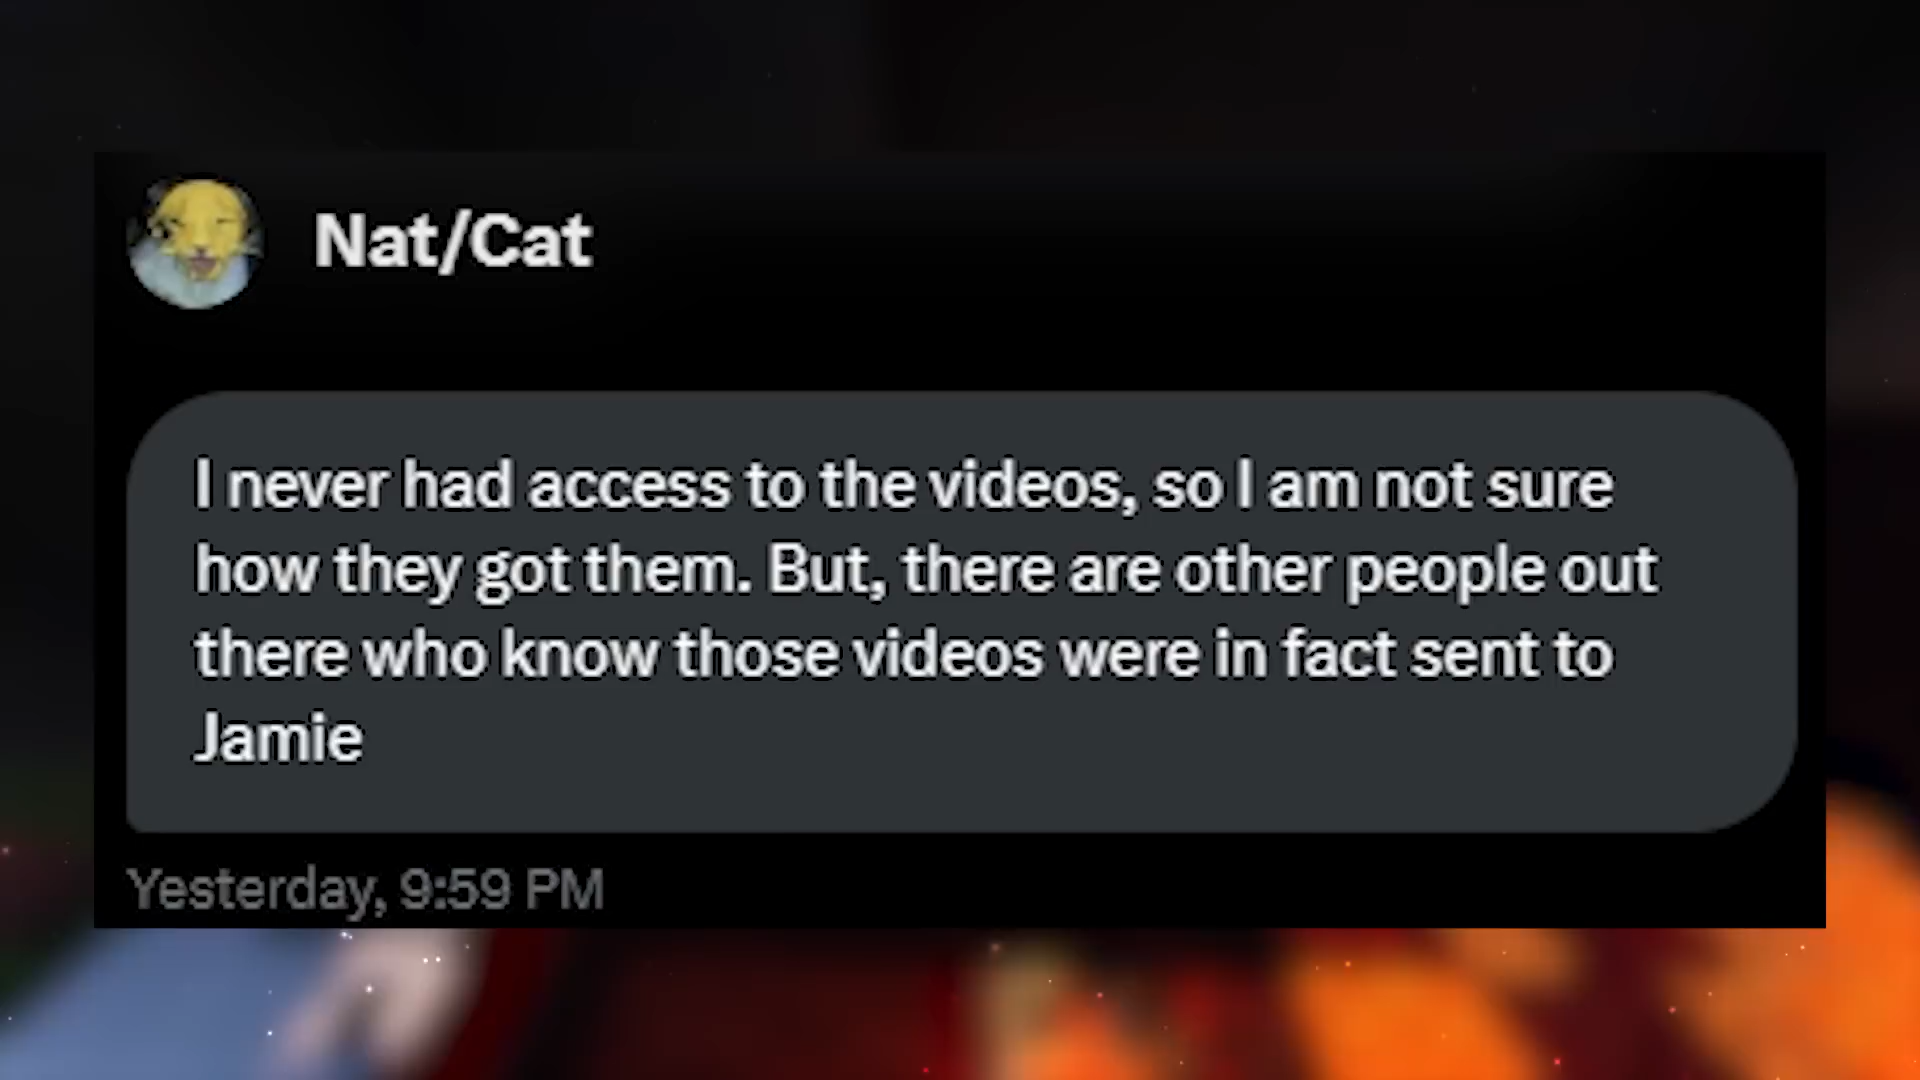 Nat/Cat
I never had access to the videos, so I am not sure
how they got them. But, there are other people out
there who know those videos were in fact sent to
Jamie
Yesterday, 9:59 PM